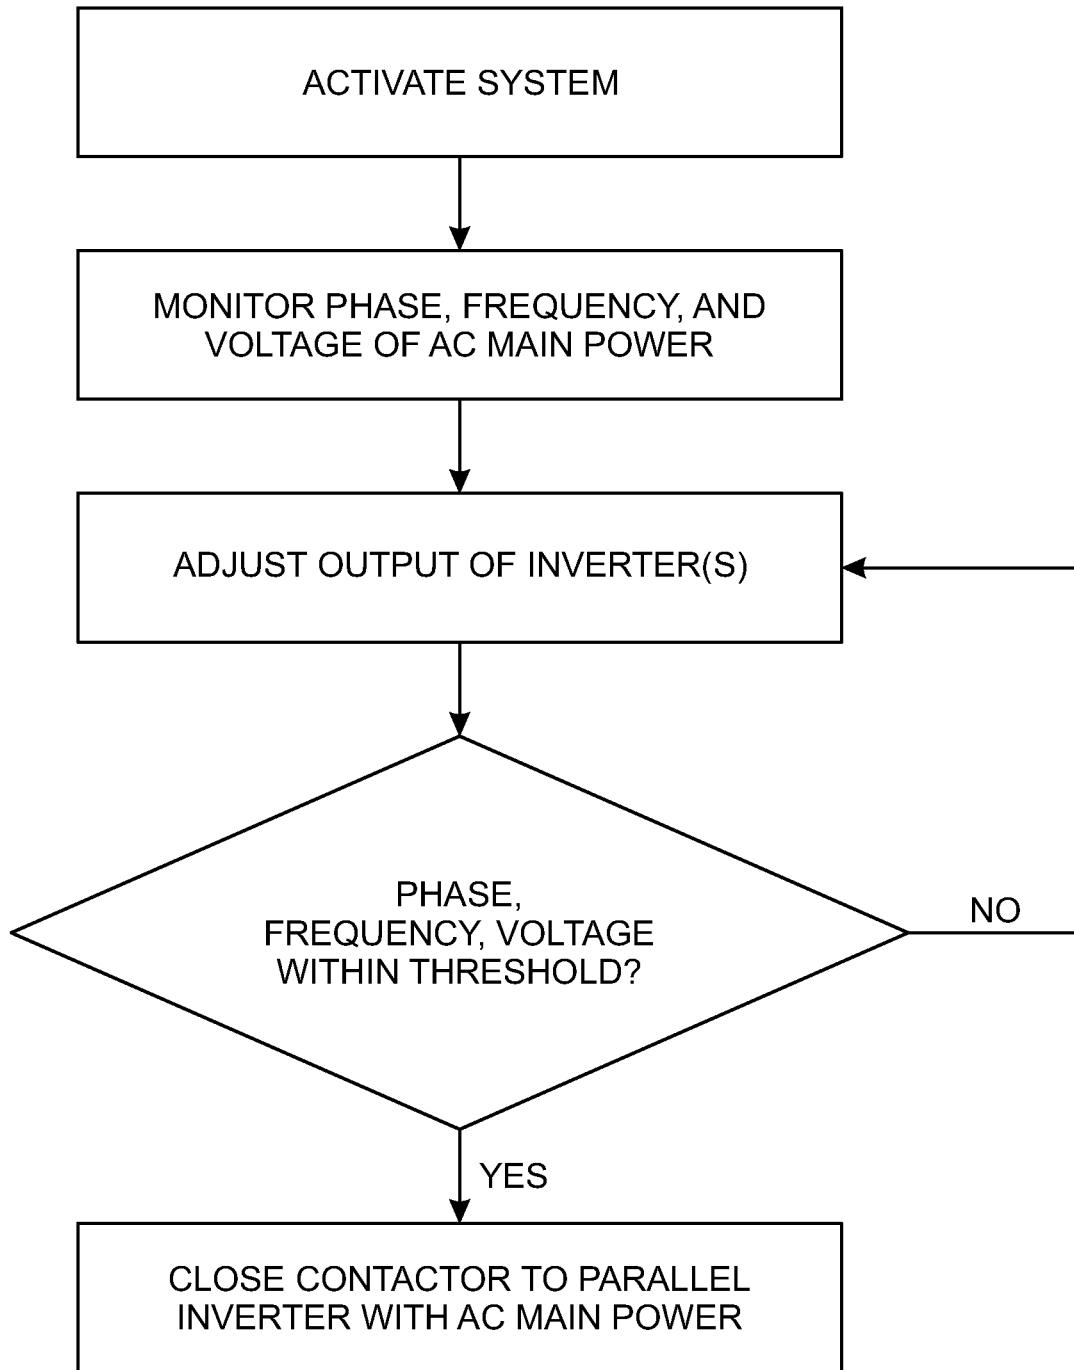 ACTIVATE SYSTEM
MONITOR PHASE, FREQUENCY, AND
VOLTAGE OF AC MAIN POWER
ADJUST OUTPUT OF INVERTER(S)
PHASE,
FREQUENCY, VOLTAGE
WITHIN THRESHOLD?
NO
YES
CLOSE CONTACTOR TO PARALLEL
INVERTER WITH AC MAIN POWER